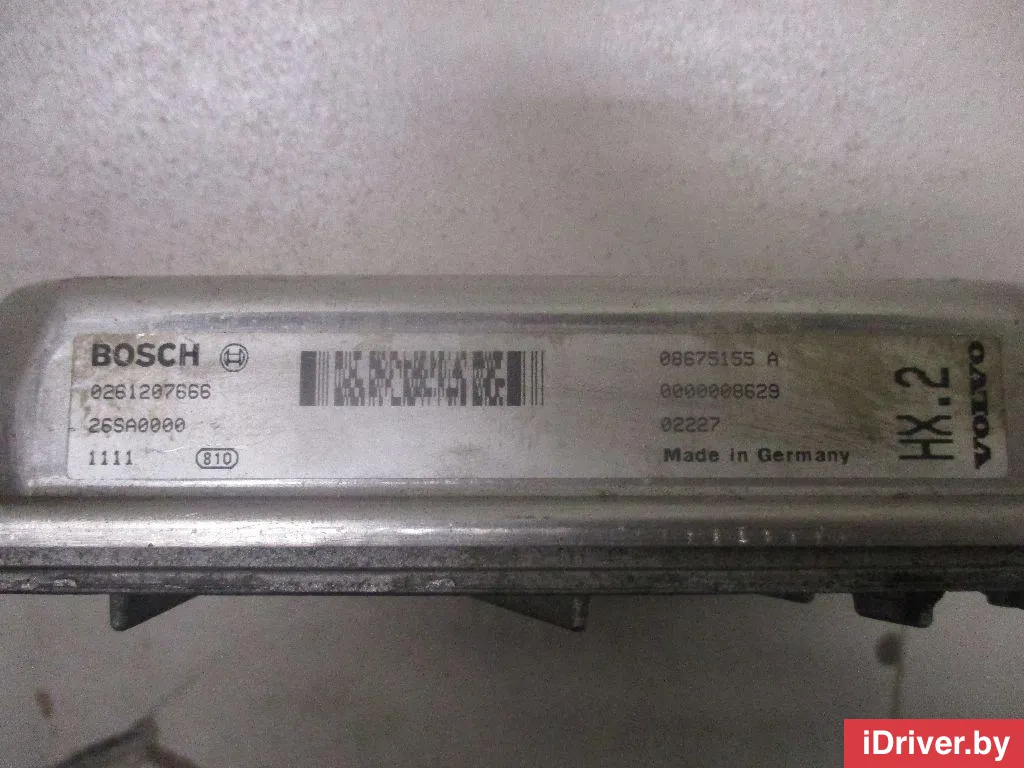 BOSCH
0261207666
26SA0000
1111 810
08675155 A
0000008629
02227
Made in Germany
HX.2
VOLVO
iDriver.by